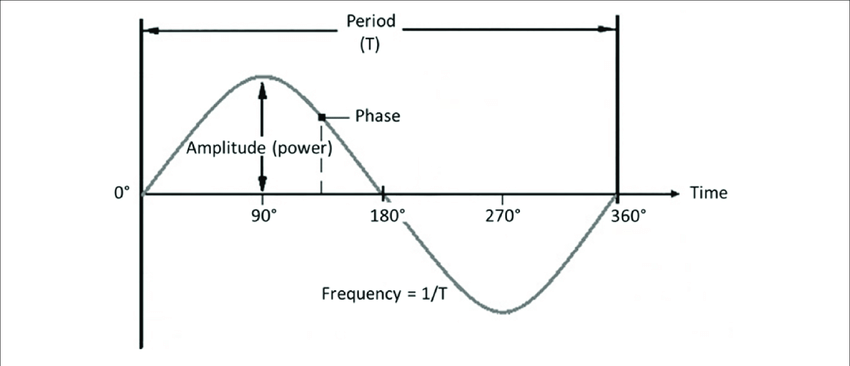 Period
(T)
Phase
Amplitude (power)
0°
Time
90°
180°
270°
360°
Frequency = 1/T